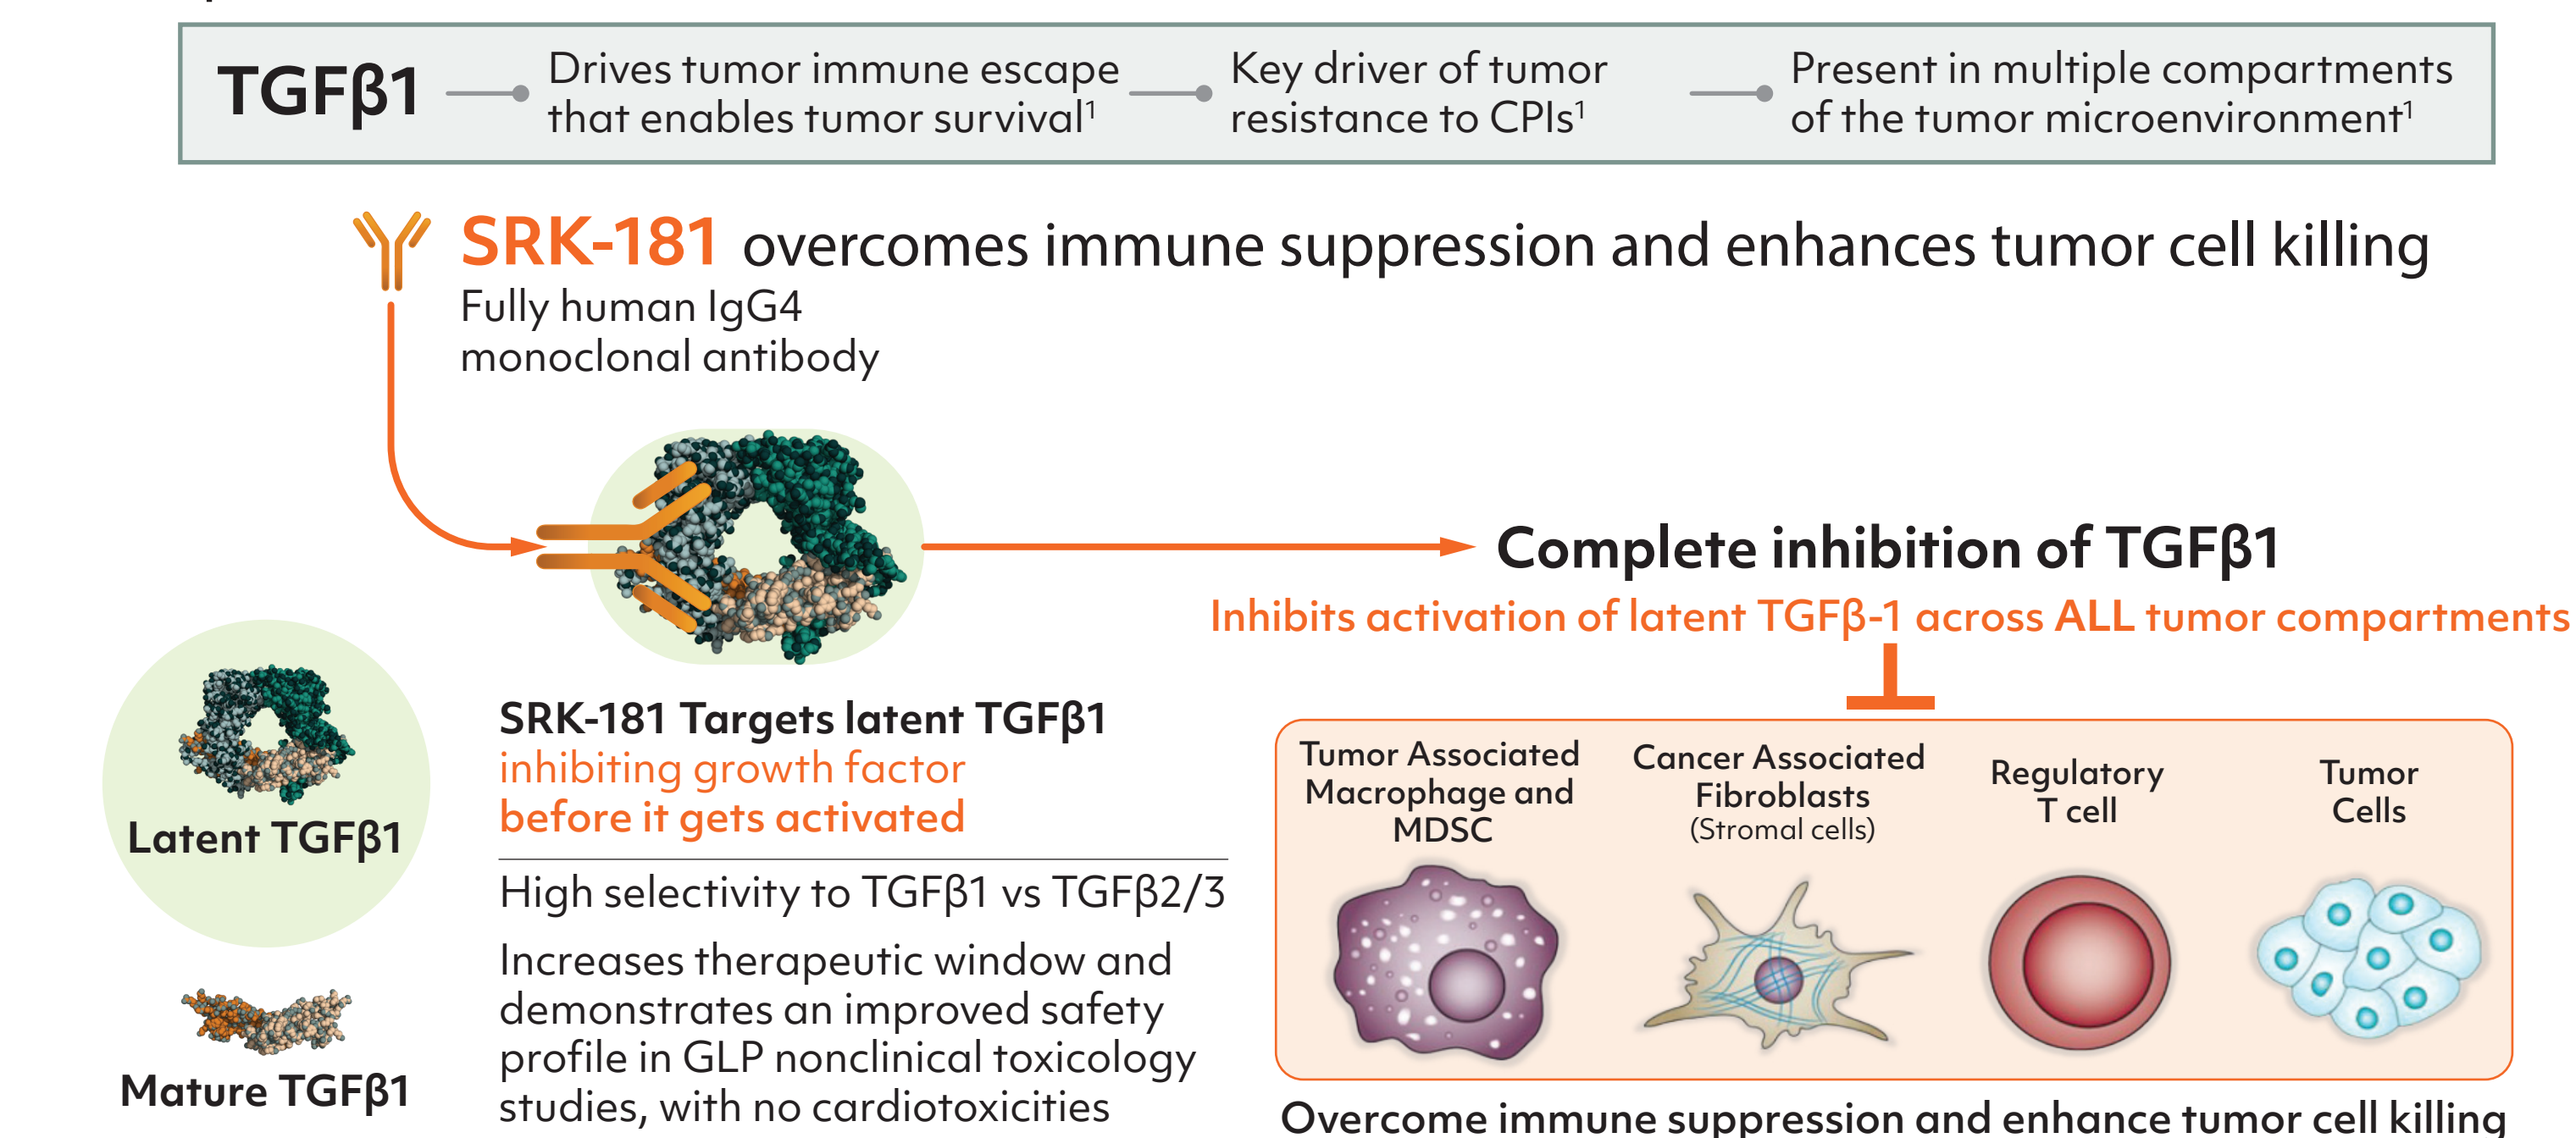 TGFβ1
Drives tumor immune escape
that enables tumor survival¹
Key driver of tumor
resistance to CPIs¹
Present in multiple compartments
of the tumor microenvironment¹
SRK-181 overcomes immune suppression and enhances tumor cell killing
Fully human IgG4
monoclonal antibody
Complete inhibition of TGFβ1
Inhibits activation of latent TGFβ-1 across ALL tumor compartments
Latent TGFβ1
Mature TGFβ1
SRK-181 Targets latent TGFβ1
inhibiting growth factor
before it gets activated
High selectivity to TGFβ1 vs TGFβ2/3
Increases therapeutic window and
demonstrates an improved safety
profile in GLP nonclinical toxicology
studies, with no cardiotoxicities
Tumor Associated
Macrophage and
MDSC
Cancer Associated
Fibroblasts
(Stromal cells)
Regulatory
T cell
Tumor
Cells
Overcome immune suppression and enhance tumor cell killing